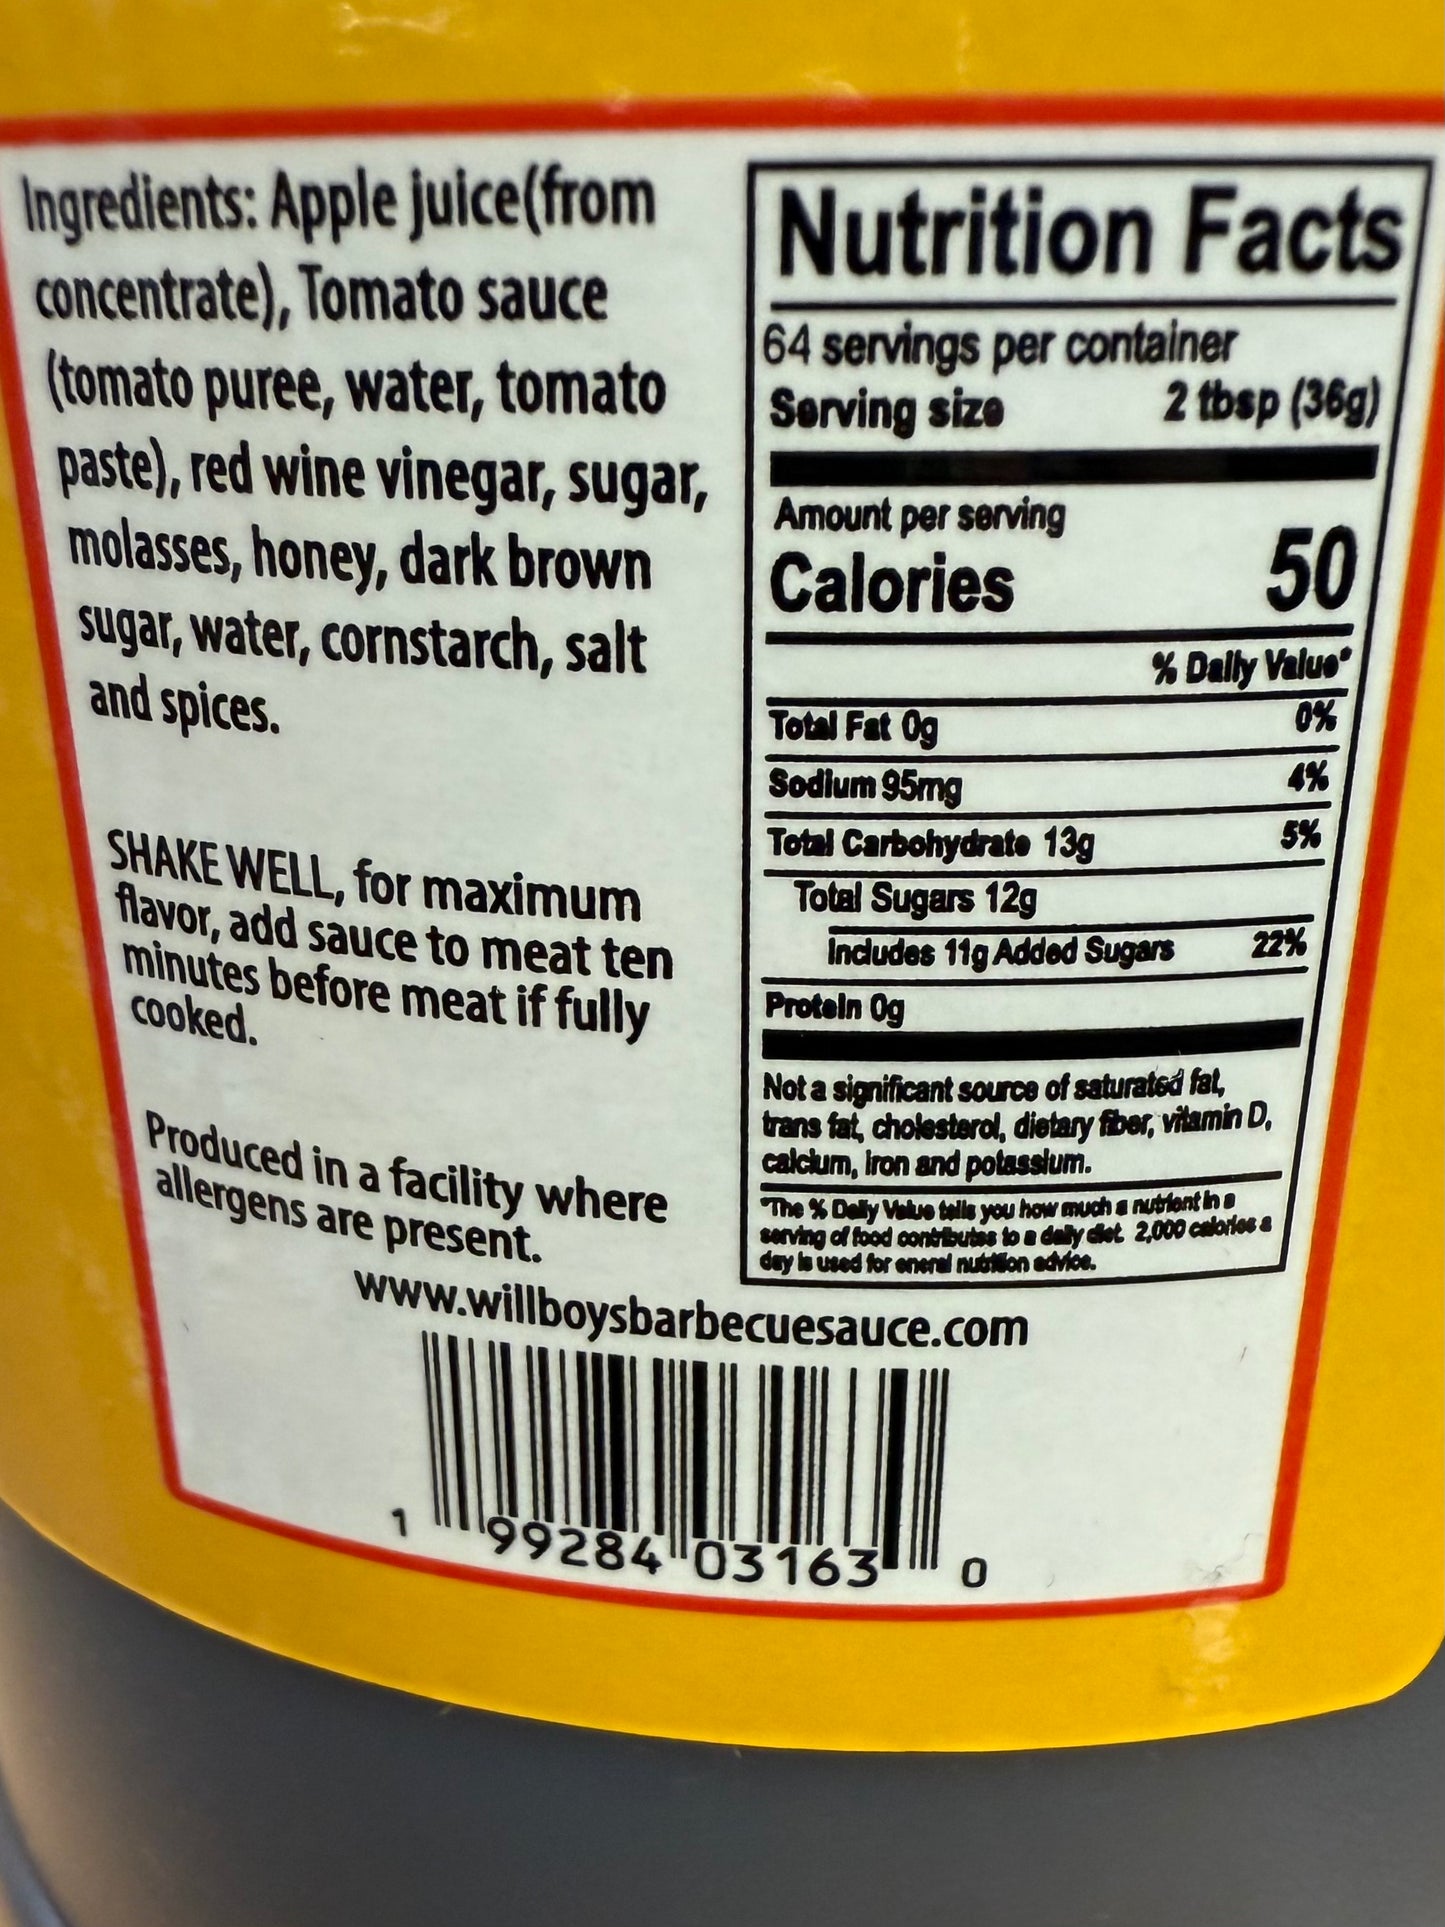 Ingredients: Apple juice(from
concentrate), Tomato sauce
(tomato puree, water, tomato
paste), red wine vinegar, sugar,
molasses, honey, dark brown
sugar, water, cornstarch, salt
and spices.
SHAKE WELL, for maximum
flavor, add sauce to meat ten
minutes before meat if fully
cooked.
Produced in a facility where
allergens are present.
Nutrition Facts
64 servings per container
Serving size 2 tbsp (36g)
Amount per serving
Calories 50
% Daily Value*
Total Fat 0g 0%
Sodium 95mg 4%
Total Carbohydrate 13g 5%
Total Sugars 12g
Includes 11g Added Sugars 22%
Protein 0g
Not a significant source of saturated fat,
trans fat, cholesterol, dietary fiber, vitamin D,
calcium, iron and potassium.
*The % Daily Value tells you how much a nutrient in a
serving of food contributes to a daily diet. 2,000 calories a
day is used for eneral nutrition advice.
www.willboysbarbecuesauce.com
1 99284 03163 0